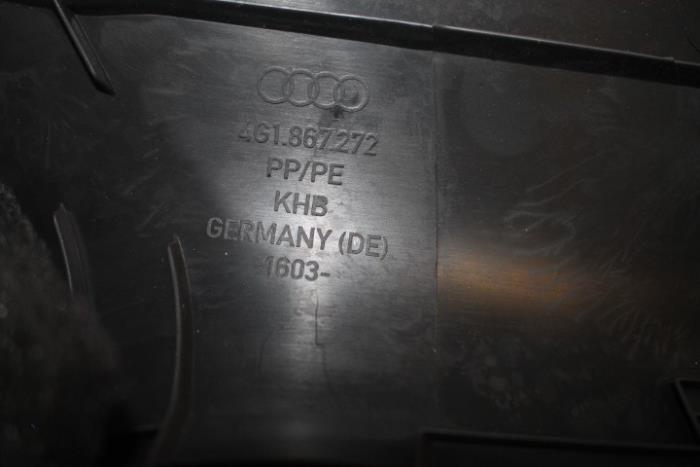 4G1.867.272
PP/PE
KHB
GERMANY (DE)
-1603-